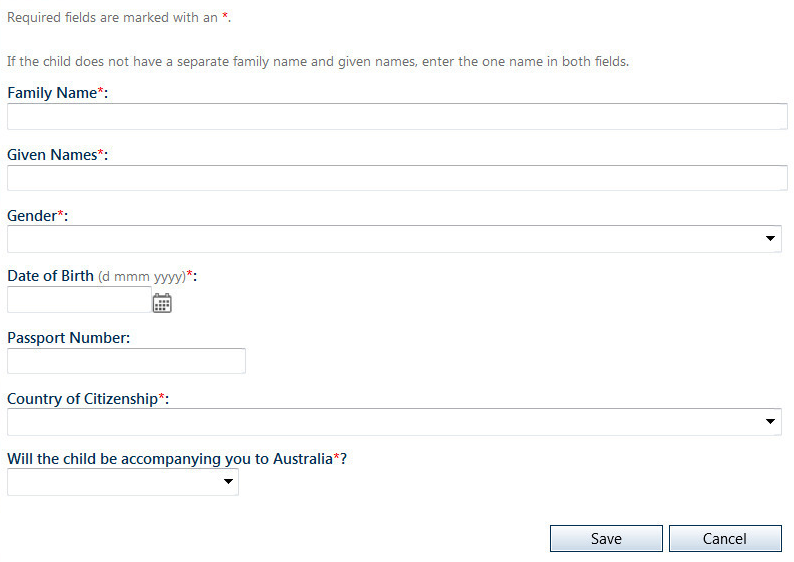 Required fields are marked with an *.
If the child does not have a separate family name and given names, enter the one name in both fields.
Family Name*:
Given Names*:
Gender*:
Date of Birth (d mmm yyyy)*:
Passport Number:
Country of Citizenship*:
Will the child be accompanying you to Australia*?
Save Cancel